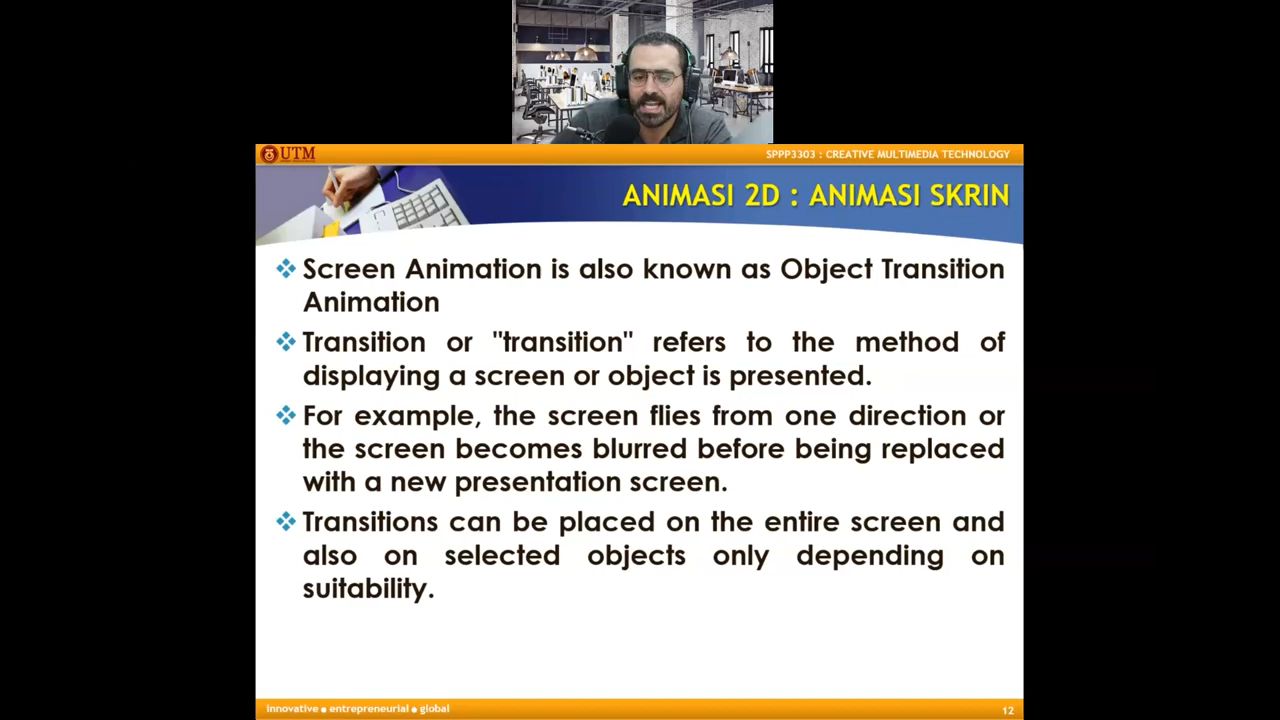 UTM
SPPP3303 : CREATIVE MULTIMEDIA TECHNOLOGY
ANIMASI 2D : ANIMASI SKRIN
❖ Screen Animation is also known as Object Transition
Animation
❖ Transition or "transition" refers to the method of
displaying a screen or object is presented.
❖ For example, the screen flies from one direction or
the screen becomes blurred before being replaced
with a new presentation screen.
❖ Transitions can be placed on the entire screen and
also on selected objects only depending on
suitability.
innovative ● entrepreneurial ● global
12